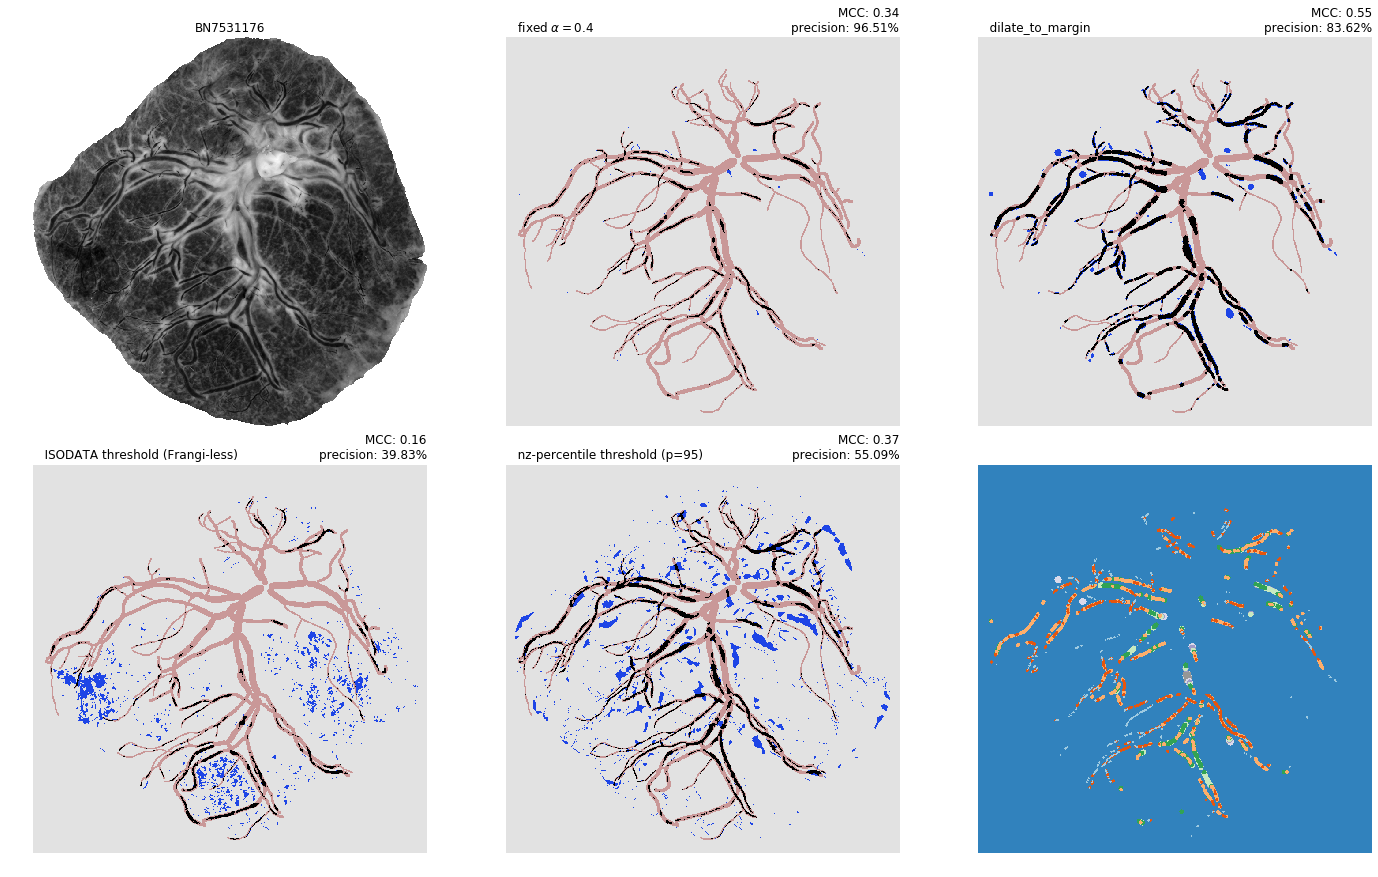 BN7531176
fixed α = 0.4
MCC: 0.34
precision: 96.51%
dilate_to_margin
MCC: 0.55
precision: 83.62%
ISODATA threshold (Frangi-less)
MCC: 0.16
precision: 39.83%
nz-percentile threshold (p=95)
MCC: 0.37
precision: 55.09%